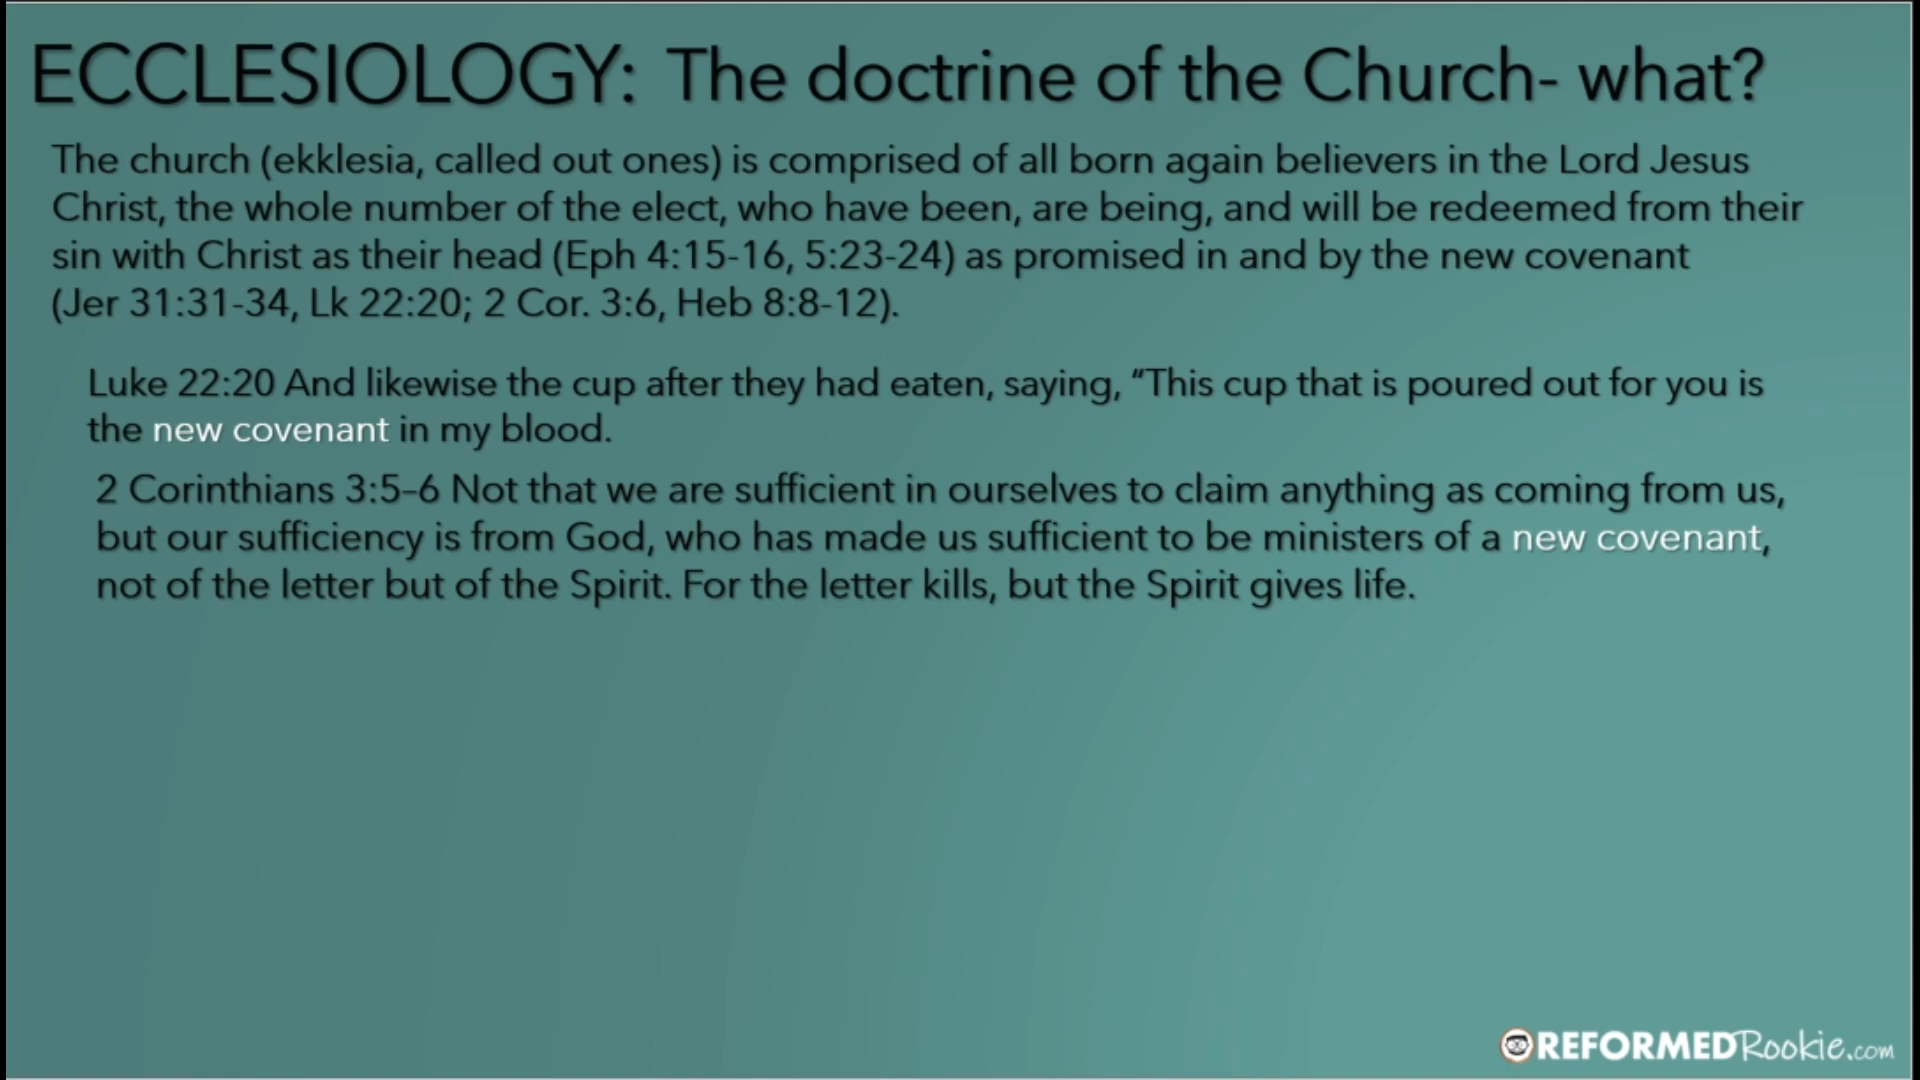 ECCLESIOLOGY: The doctrine of the Church- what?
The church (ekklesia, called out ones) is comprised of all born again believers in the Lord Jesus
Christ, the whole number of the elect, who have been, are being, and will be redeemed from their
sin with Christ as their head (Eph 4:15-16, 5:23-24) as promised in and by the new covenant
(Jer 31:31-34, Lk 22:20; 2 Cor. 3:6, Heb 8:8-12).
Luke 22:20 And likewise the cup after they had eaten, saying, “This cup that is poured out for you is
the new covenant in my blood.
2 Corinthians 3:5–6 Not that we are sufficient in ourselves to claim anything as coming from us,
but our sufficiency is from God, who has made us sufficient to be ministers of a new covenant,
not of the letter but of the Spirit. For the letter kills, but the Spirit gives life.
REFORMEDRookie.com